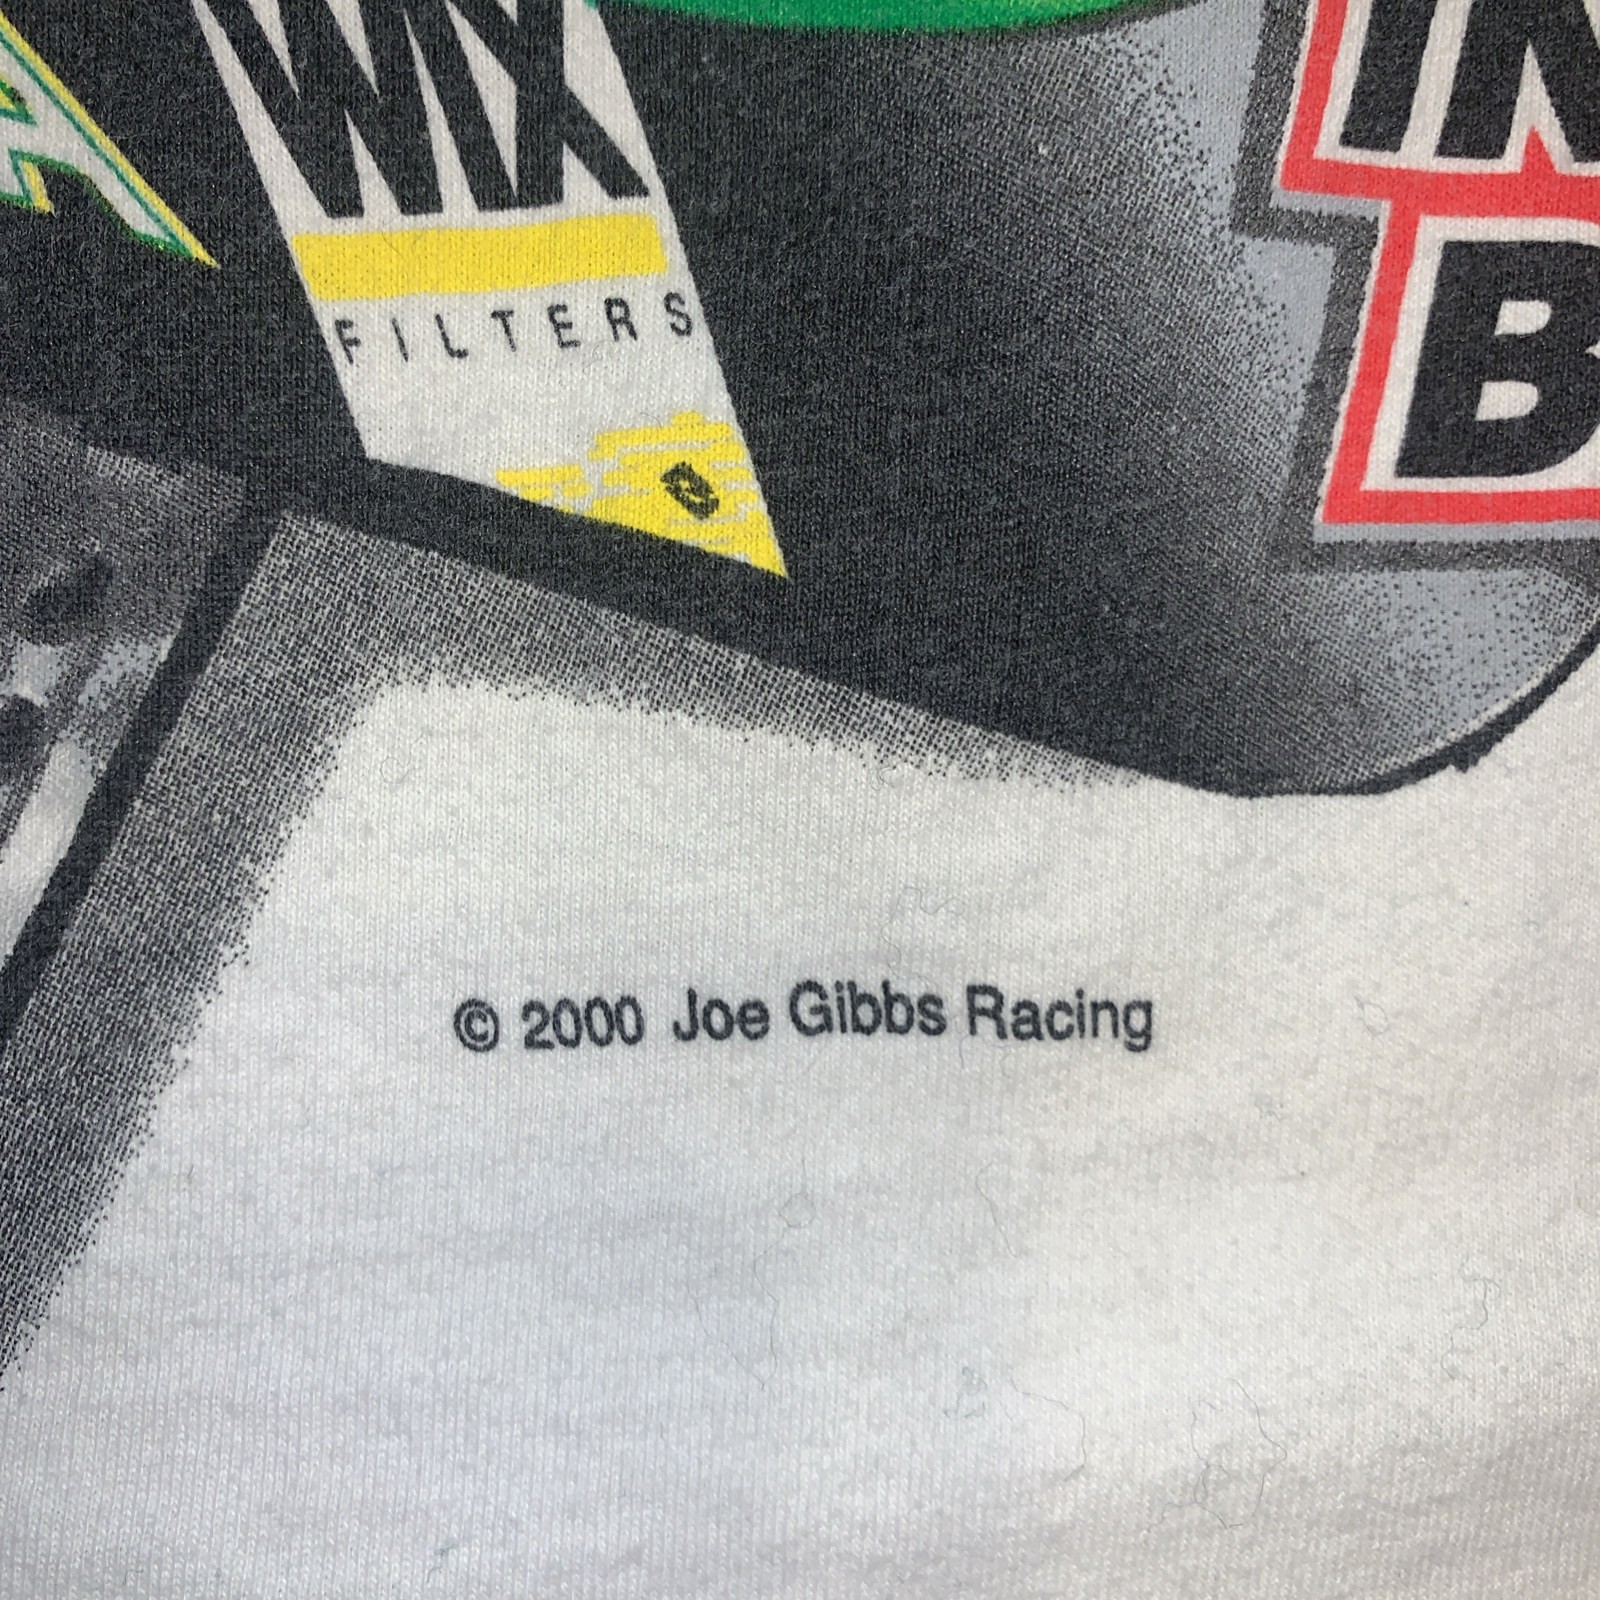 WIX
FILTERS
B
© 2000 Joe Gibbs Racing